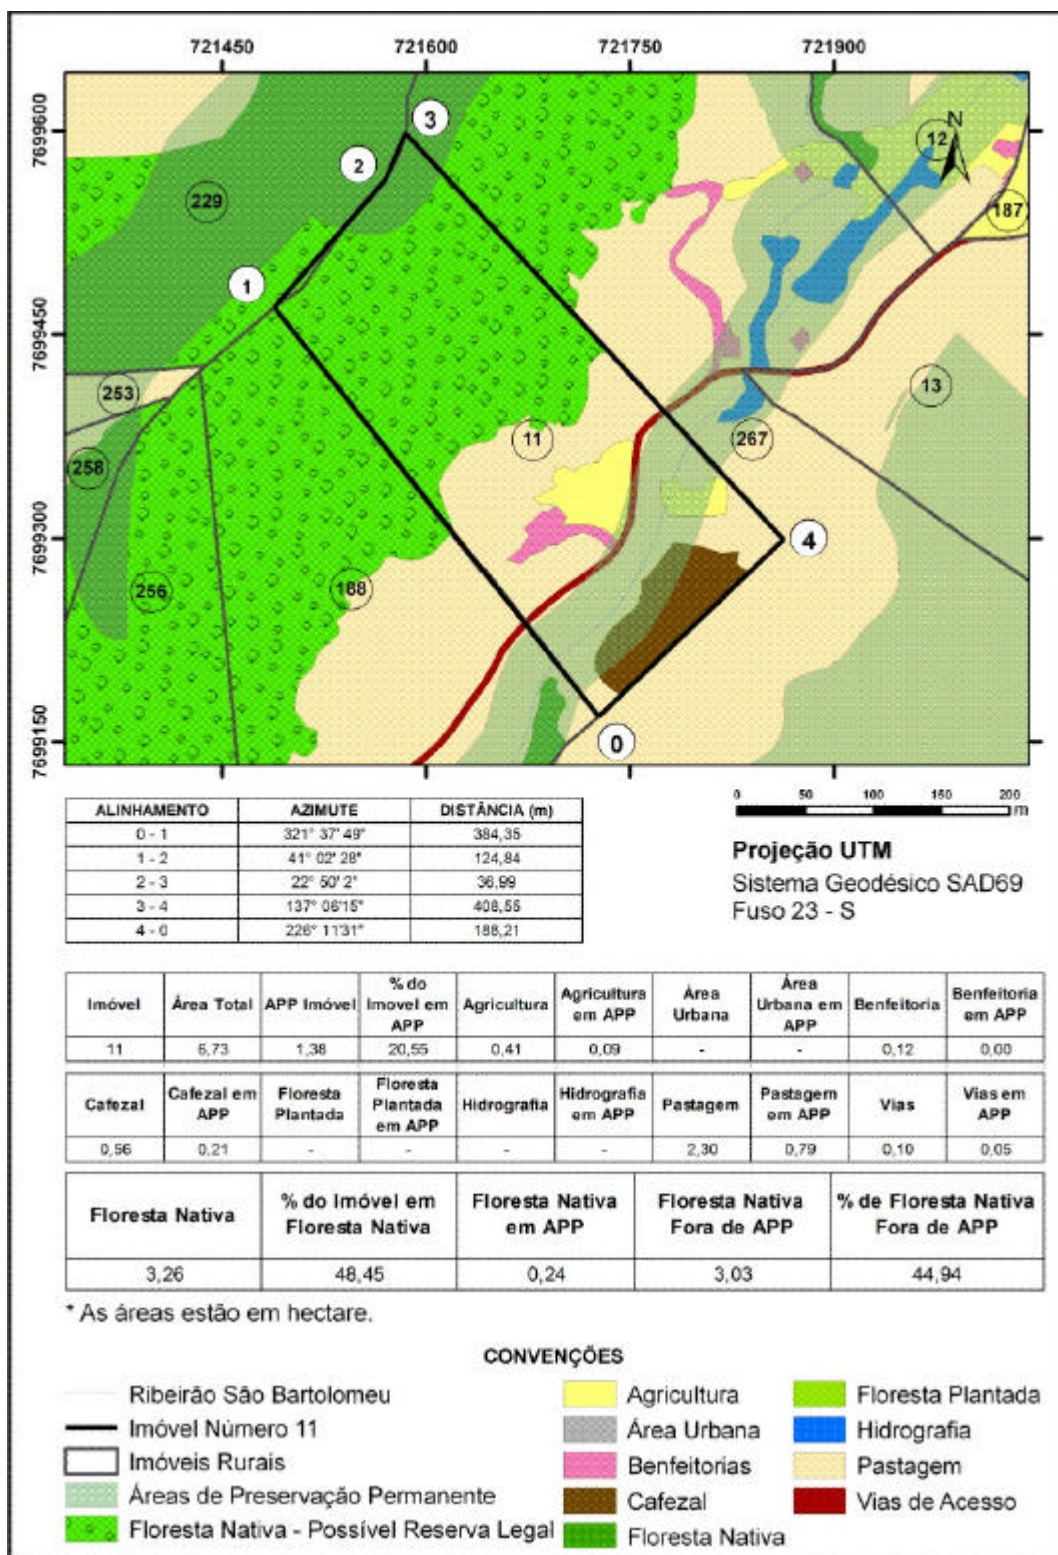 721450 721600 721750 721900
7699600
7699450
7699300
7699150
N
3
12
2
229
187
1
253
13
11
267
258
4
256
188
0
ALINHAMENTO AZIMUTE DISTÂNCIA (m)
0 - 1 321° 37' 49" 384,35
1 - 2 41° 02' 28" 124,84
2 - 3 22° 50' 2" 36,99
3 - 4 137° 06'15" 408,55
4 - 0 226° 11'31" 188,21
0 50 100 150 200
m
Projeção UTM
Sistema Geodésico SAD69
Fuso 23 - S
Imóvel Área Total APP Imóvel % do Imovel em APP Agricultura Agricultura em APP Área Urbana Área Urbana em APP Benfeitoria Benfeitoria em APP
11 6,73 1,38 20,55 0,41 0,09 - - 0,12 0,00
Cafezal Cafezal em APP Floresta Plantada Floresta Plantada em APP Hidrografia Hidrografia em APP Pastagem Pastagem em APP Vias Vias em APP
0,56 0,21 - - - - 2,30 0,79 0,10 0,05
Floresta Nativa % do Imóvel em Floresta Nativa Floresta Nativa em APP Floresta Nativa Fora de APP % de Floresta Nativa Fora de APP
3,26 48,45 0,24 3,03 44,94
* As áreas estão em hectare.
CONVENÇÕES
Ribeirão São Bartolomeu
Imóvel Número 11
Imóveis Rurais
Áreas de Preservação Permanente
Floresta Nativa - Possível Reserva Legal
Agricultura
Área Urbana
Benfeitorias
Cafezal
Floresta Nativa
Floresta Plantada
Hidrografia
Pastagem
Vias de Acesso